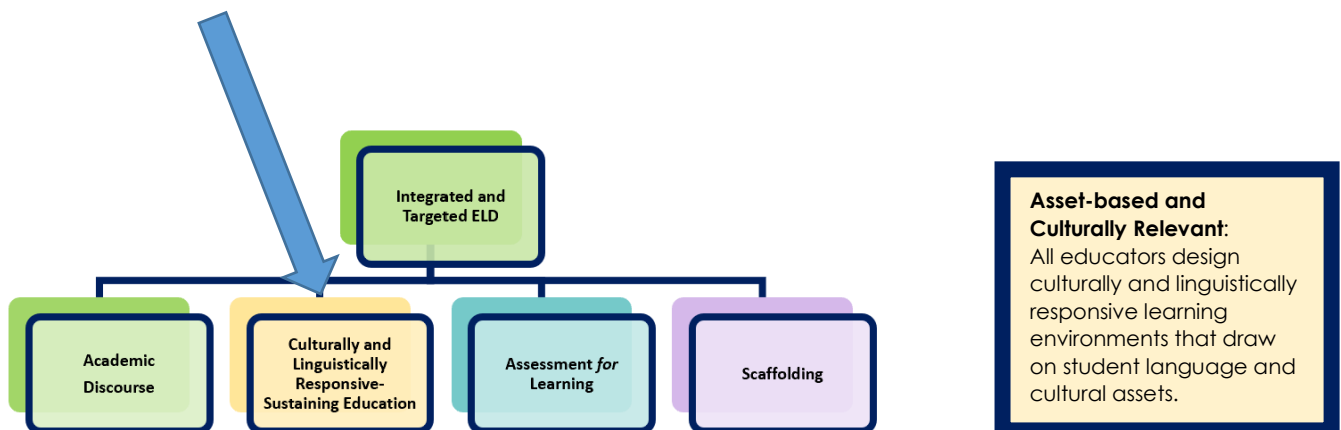 Integrated and
Targeted ELD
Academic
Discourse
Culturally and
Linguistically
Responsive-
Sustaining Education
Assessment for
Learning
Scaffolding
Asset-based and
Culturally Relevant:
All educators design
culturally and linguistically
responsive learning
environments that draw
on student language and
cultural assets.